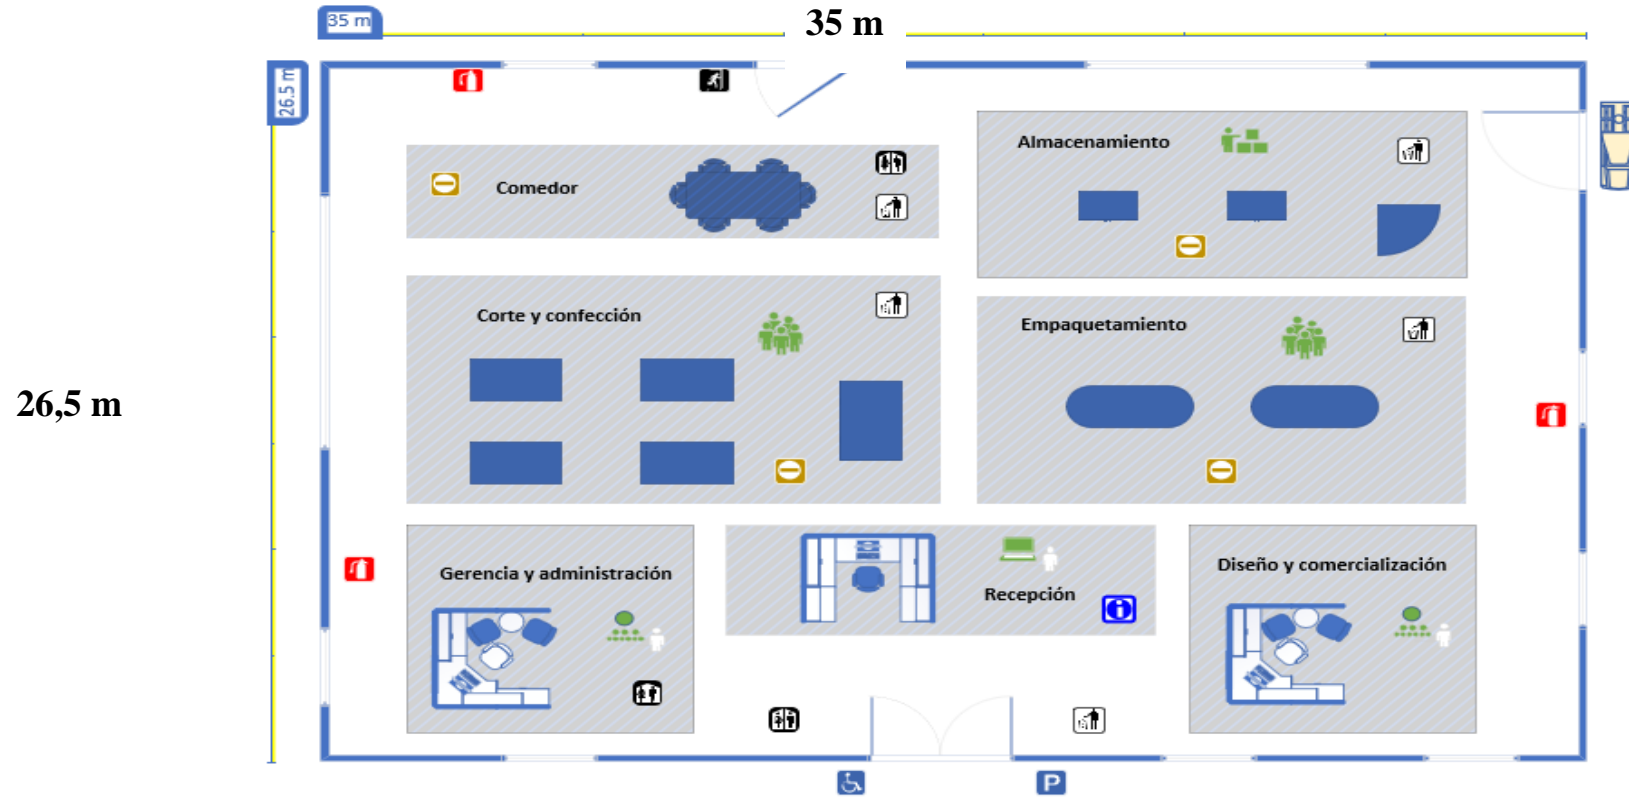 35 m
35 m
26.5 m
Almacenamiento
Comedor
Corte y confección
Empaquetamiento
26,5 m
Gerencia y administración
Recepción
Diseño y comercialización
P